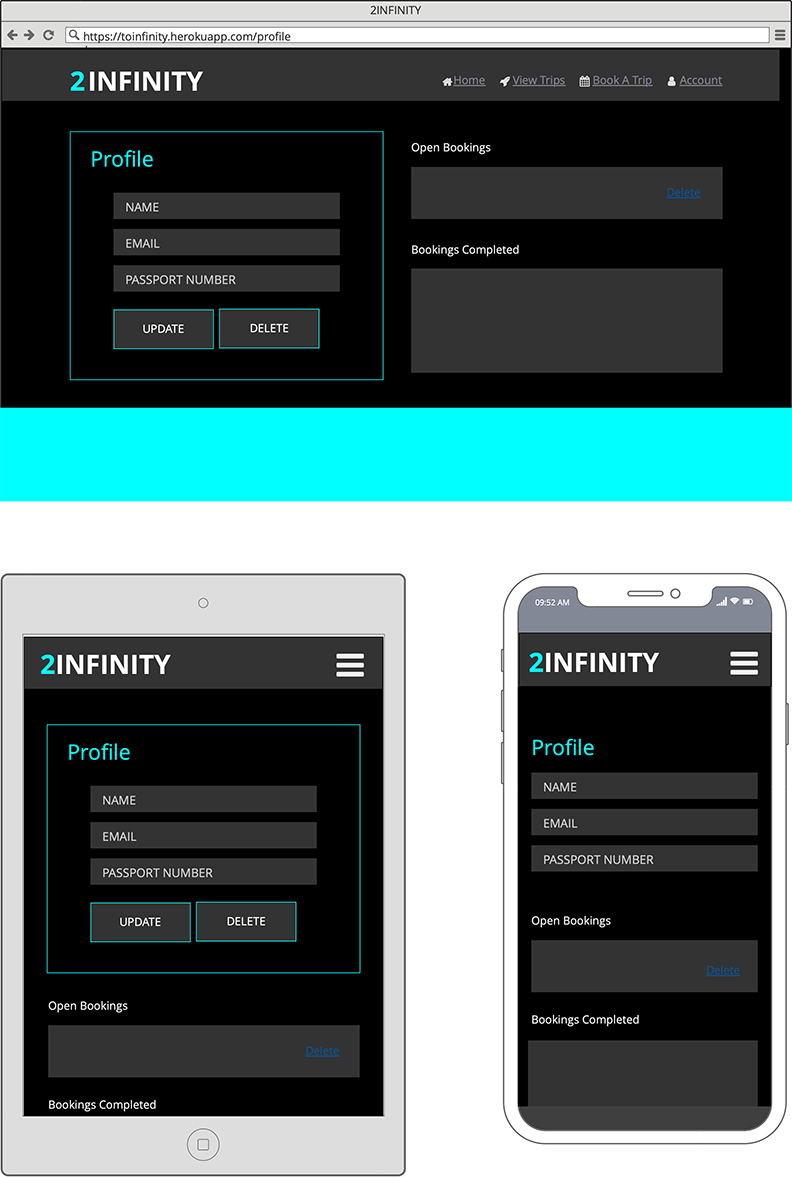 2INFINITY
https://toinfinity.herokuapp.com/profile
2INFINITY
Home View Trips Book A Trip Account
Profile
NAME
EMAIL
PASSPORT NUMBER
UPDATE DELETE
Open Bookings
Delete
Bookings Completed
2INFINITY
Profile
NAME
EMAIL
PASSPORT NUMBER
UPDATE DELETE
Open Bookings
Delete
Bookings Completed
09:52 AM
2INFINITY
Profile
NAME
EMAIL
PASSPORT NUMBER
Open Bookings
Delete
Bookings Completed